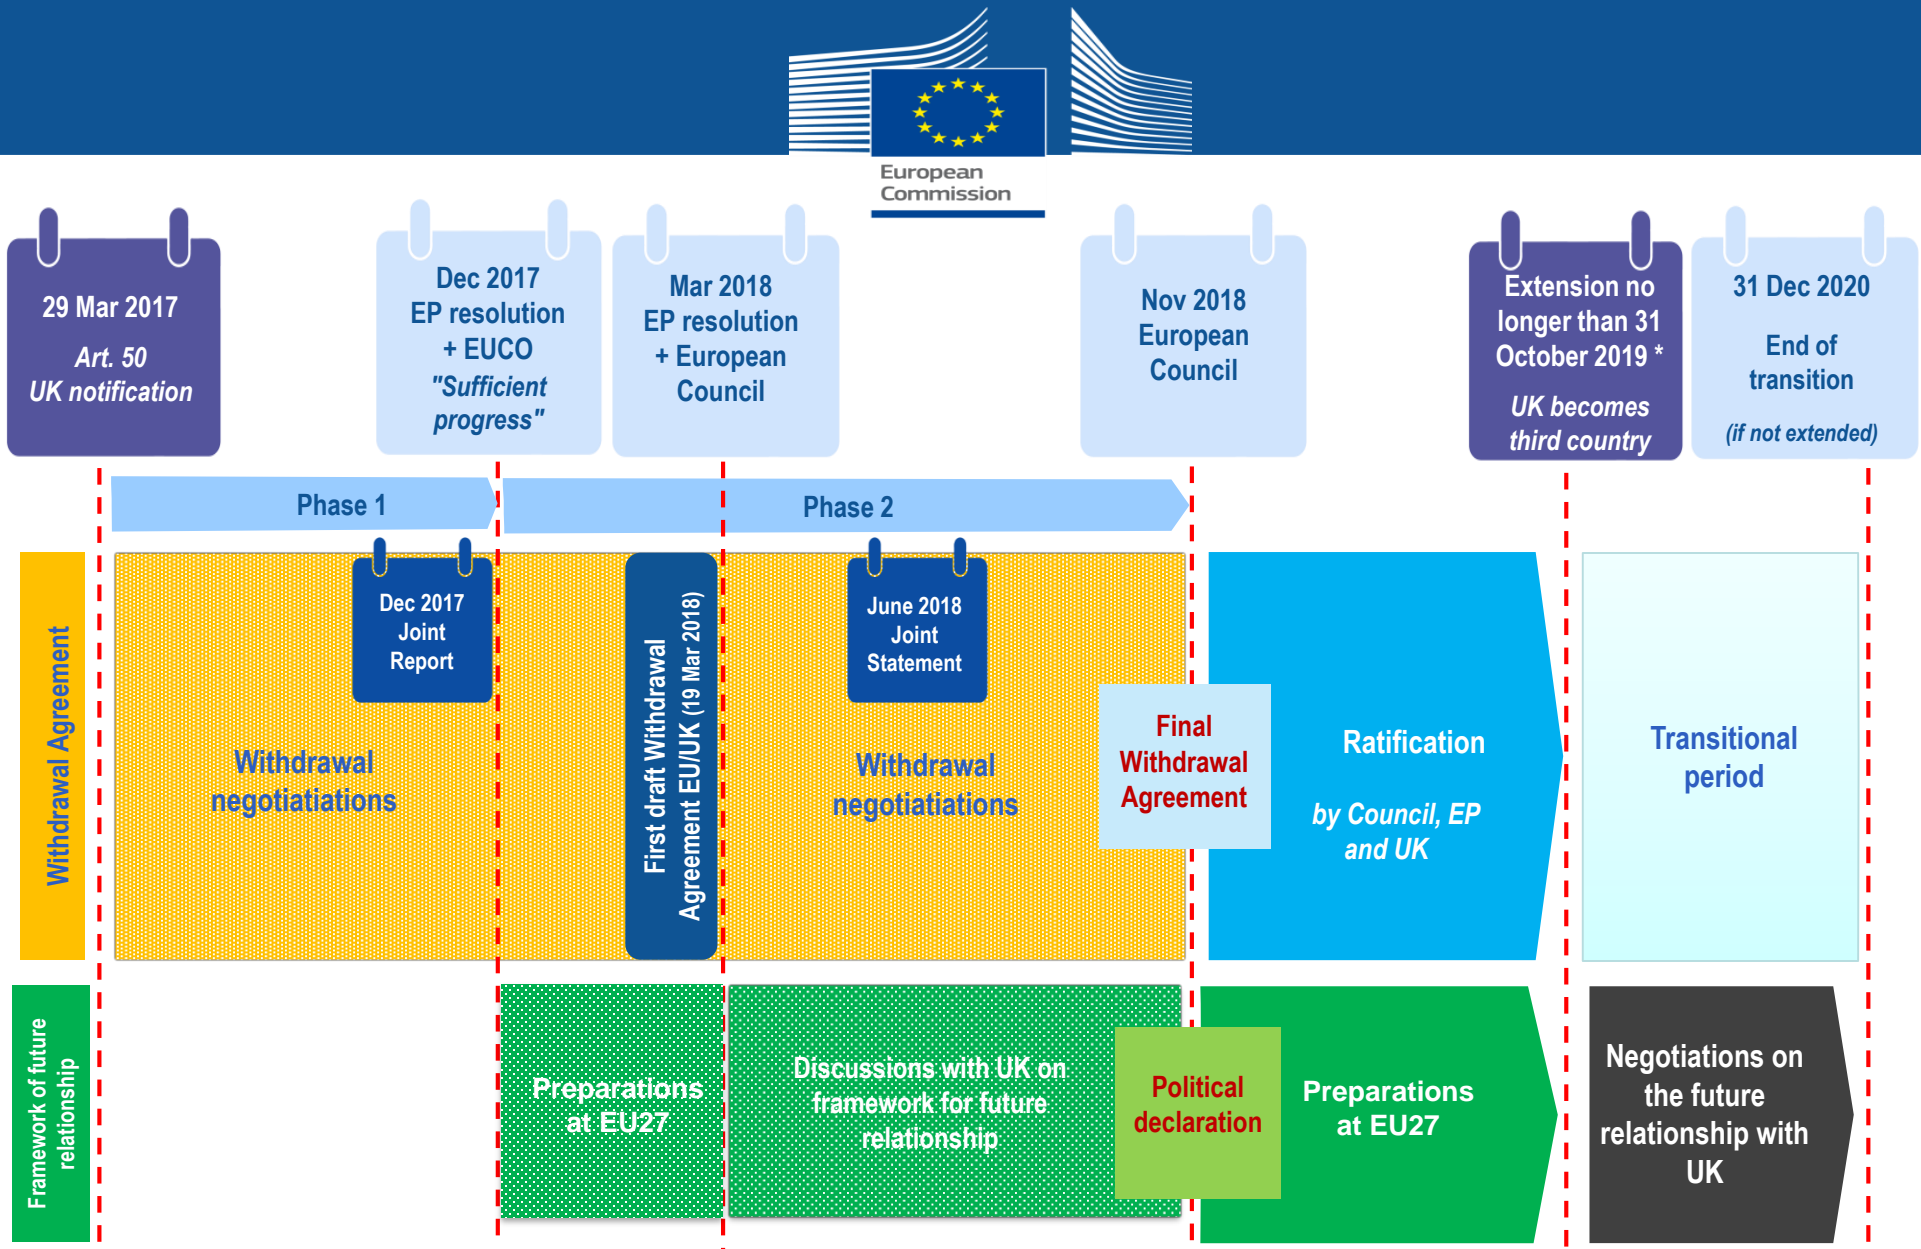 European
Commission
29 Mar 2017
Art. 50
UK notification
Dec 2017
EP resolution
+ EUCO
"Sufficient
progress"
Mar 2018
EP resolution
+ European
Council
Nov 2018
European
Council
Extension no
longer than 31
October 2019 *
UK becomes
third country
31 Dec 2020
End of
transition
(if not extended)
Phase 1
Phase 2
Withdrawal Agreement
Dec 2017
Joint
Report
Withdrawal
negotiatiations
First draft Withdrawal
Agreement EU/UK (19 Mar 2018)
June 2018
Joint
Statement
Withdrawal
negotiatiations
Final
Withdrawal
Agreement
Ratification
by Council, EP
and UK
Transitional
period
Framework of future
relationship
Preparations
at EU27
Discussions with UK on
framework for future
relationship
Political
declaration
Preparations
at EU27
Negotiations on
the future
relationship with
UK